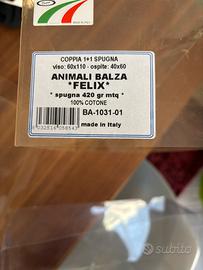 COPPIA 1+1 SPUGNA
viso: 60x110 - ospite: 40x60
ANIMALI BALZA
"FELIX"
* spugna 420 gr mtq *
100% COTONE
BA-1031-01
made in Italy
subito